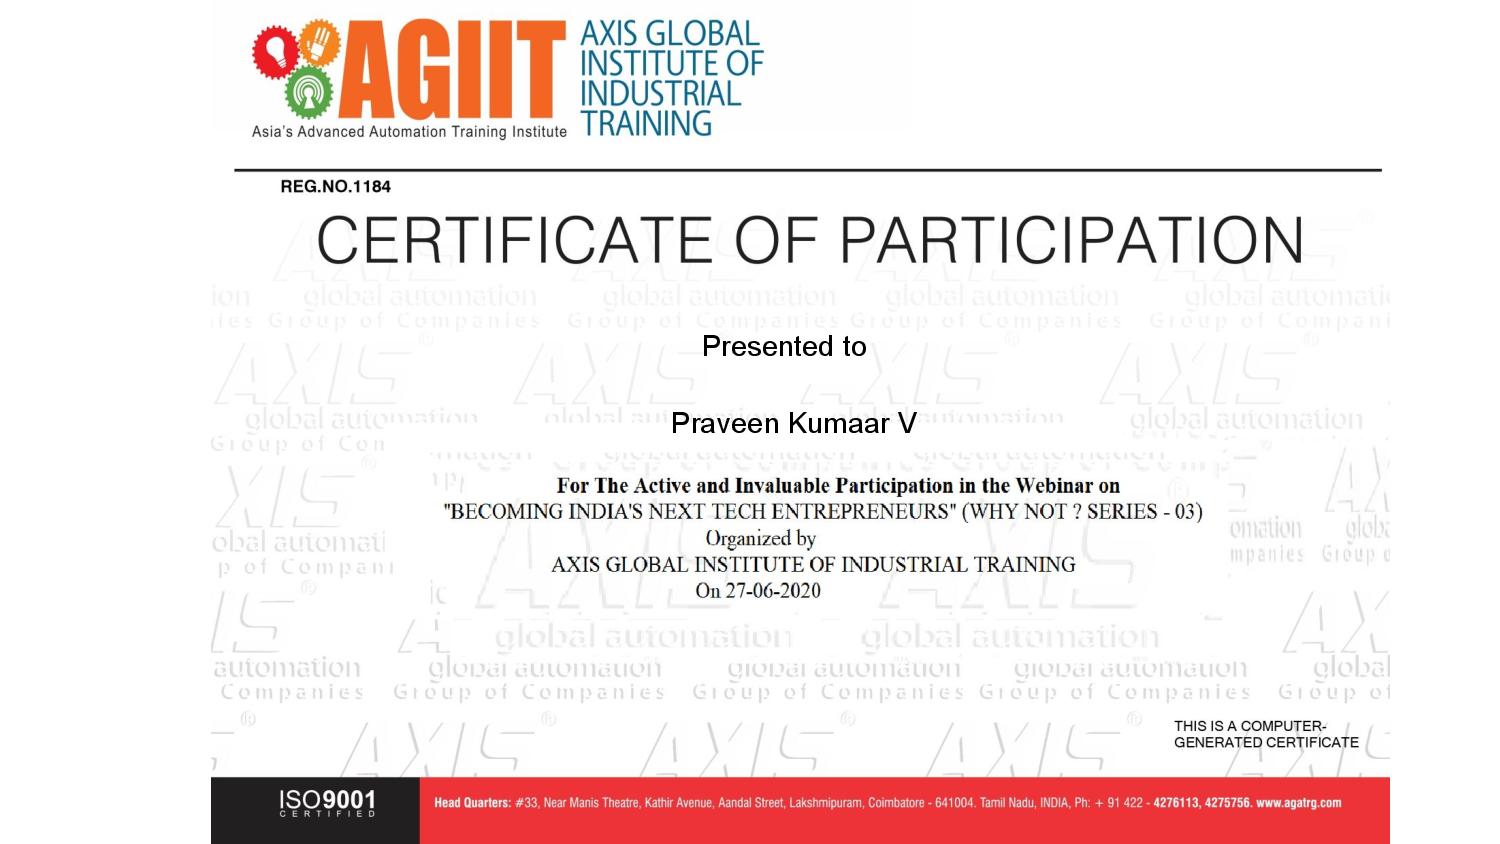 AGIIT
Asia's Advanced Automation Training Institute
AXIS GLOBAL
INSTITUTE OF
INDUSTRIAL
TRAINING
REG.NO.1184
CERTIFICATE OF PARTICIPATION
Presented to
Praveen Kumaar V
For The Active and Invaluable Participation in the Webinar on
"BECOMING INDIA'S NEXT TECH ENTREPRENEURS" (WHY NOT ? SERIES - 03)
Organized by
AXIS GLOBAL INSTITUTE OF INDUSTRIAL TRAINING
On 27-06-2020
THIS IS A COMPUTER-
GENERATED CERTIFICATE
ISO9001
CERTIFIED
Head Quarters: #33, Near Manis Theatre, Kathir Avenue, Aandal Street, Lakshmipuram, Coimbatore - 641004. Tamil Nadu, INDIA, Ph: + 91 422 - 4276113, 4275756. www.agatrg.com